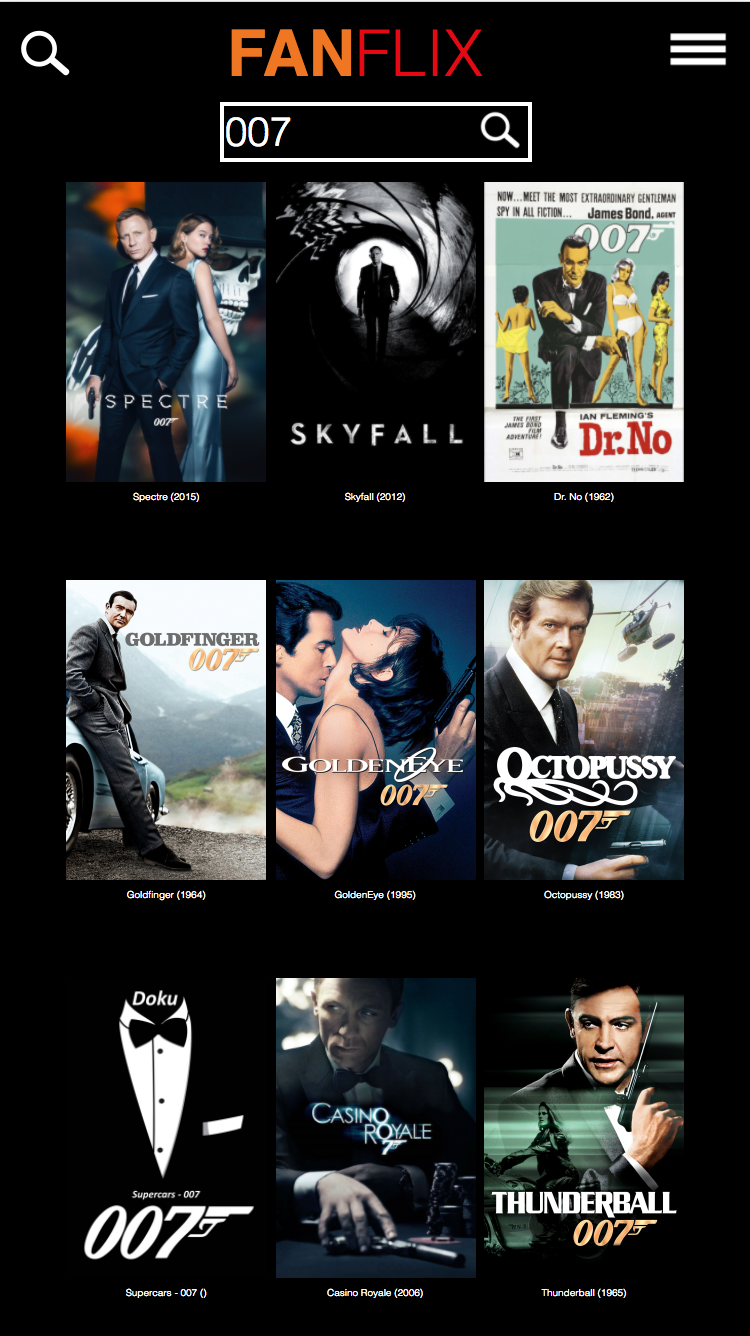 FANFLIX
007
SPECTRE
007
Spectre (2015)
SKYFALL
Skyfall (2012)
NOW...MEET THE MOST EXTRAORDINARY GENTLEMAN
SPY IN ALL FICTION... James Bond, AGENT
007
THE FIRST
JAMES BOND
FILM
ADVENTURE!
IAN FLEMING'S
Dr.No
TECHNICOLOR
Dr. No (1962)
GOLDFINGER
007
Goldfinger (1964)
GOLDENEYE
007
GoldenEye (1995)
OCTOPUSSY
007
Octopussy (1983)
Doku
Supercars - 007
007
Supercars - 007 ()
CASINO
ROYALE
7
Casino Royale (2006)
THUNDERBALL
007
Thunderball (1965)